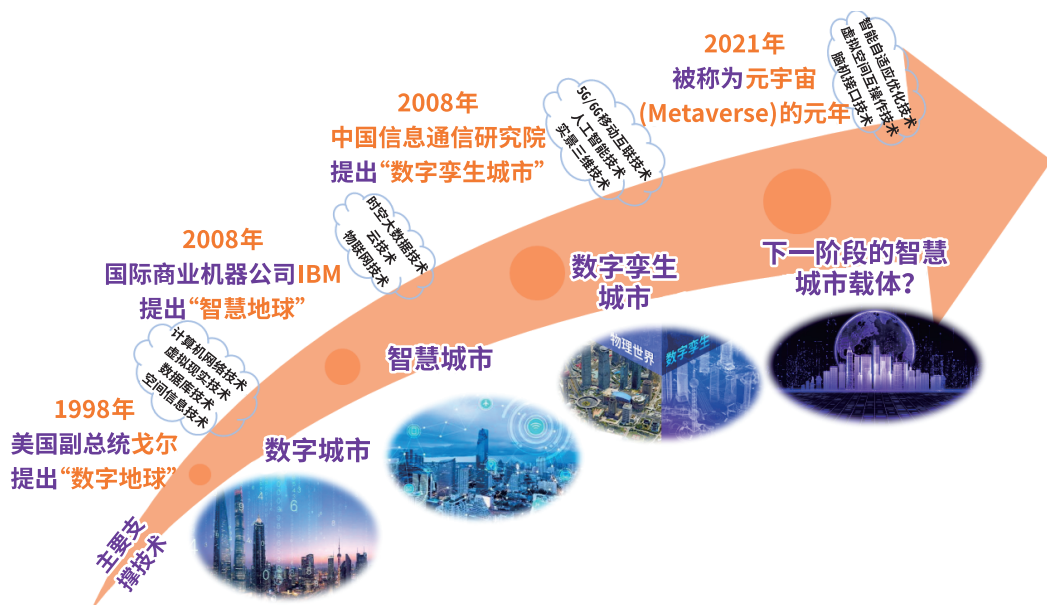 2021年
被称为元宇宙
(Metaverse)的元年
智能自适应优化技术
虚拟空间互操作技术
脑机接口技术
2008年
中国信息通信研究院
提出“数字孪生城市”
5G/6G移动互联技术
人工智能技术
实景三维技术
2008年
国际商业机器公司IBM
提出“智慧地球”
时空大数据技术
云技术
物联网技术
1998年
美国副总统戈尔
提出“数字地球”
计算机网络技术
虚拟现实技术
数据库技术
空间信息技术
主要支
撑技术
数字城市
智慧城市
数字孪生
城市
下一阶段的智慧
城市载体？
物理世界
数字孪生